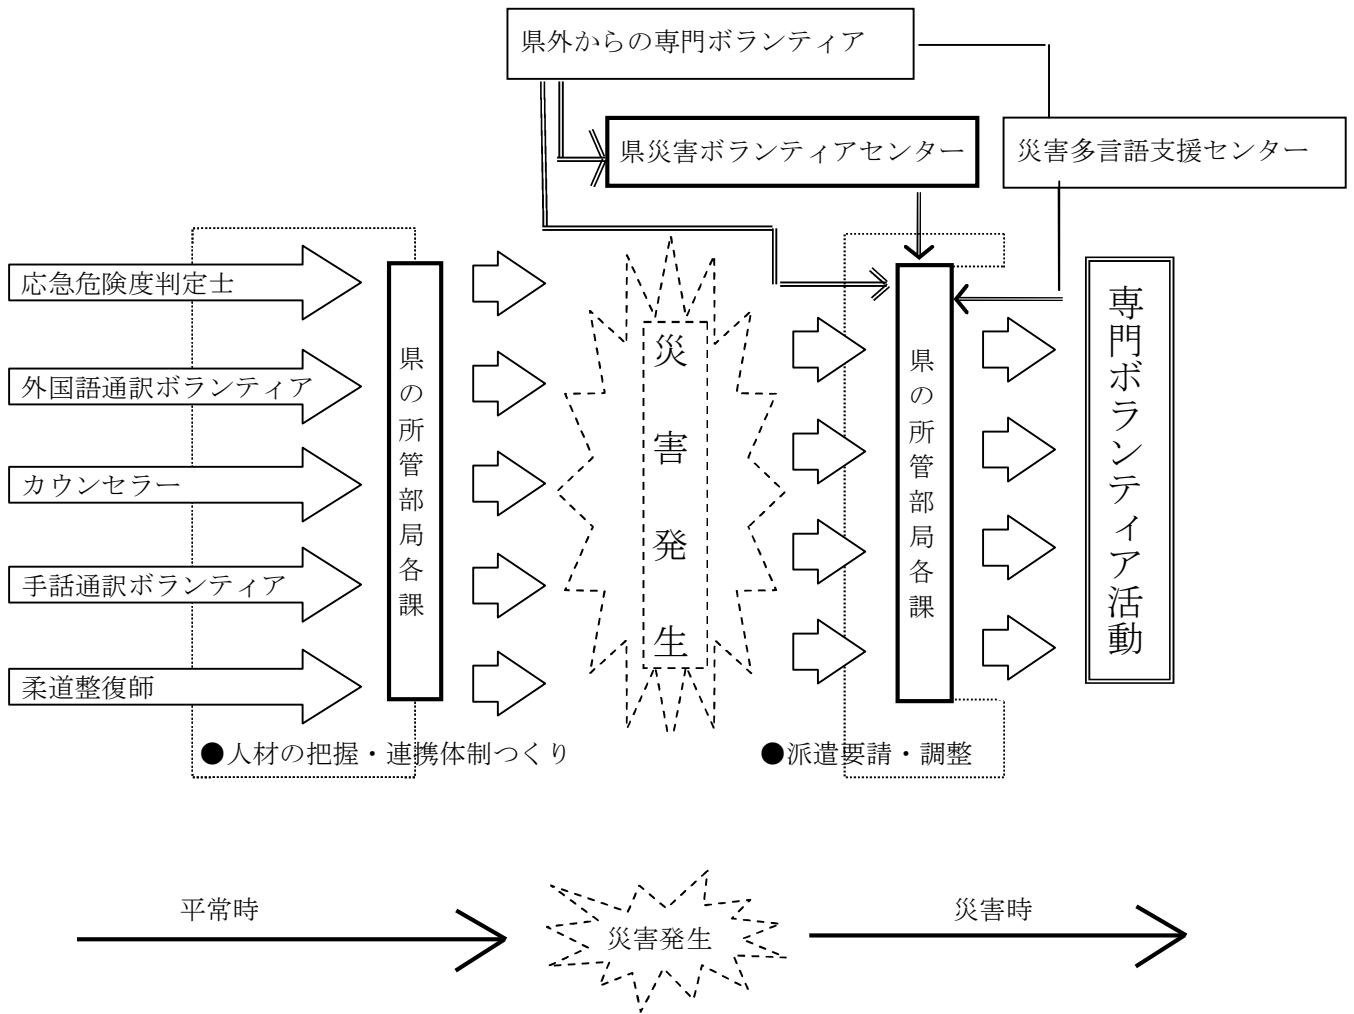 県外からの専門ボランティア
県災害ボランティアセンター
災害多言語支援センター
応急危険度判定士
外国語通訳ボランティア
カウンセラー
手話通訳ボランティア
柔道整復師
県の所管部局各課
災害発生
県の所管部局各課
専門ボランティア活動
●人材の把握・連携体制つくり
●派遣要請・調整
平常時
災害発生
災害時